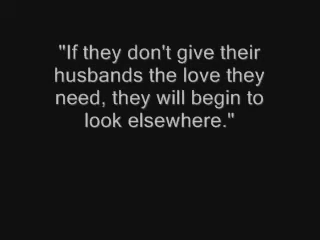 "If they don't give their
husbands the love they
need, they will begin to
look elsewhere."